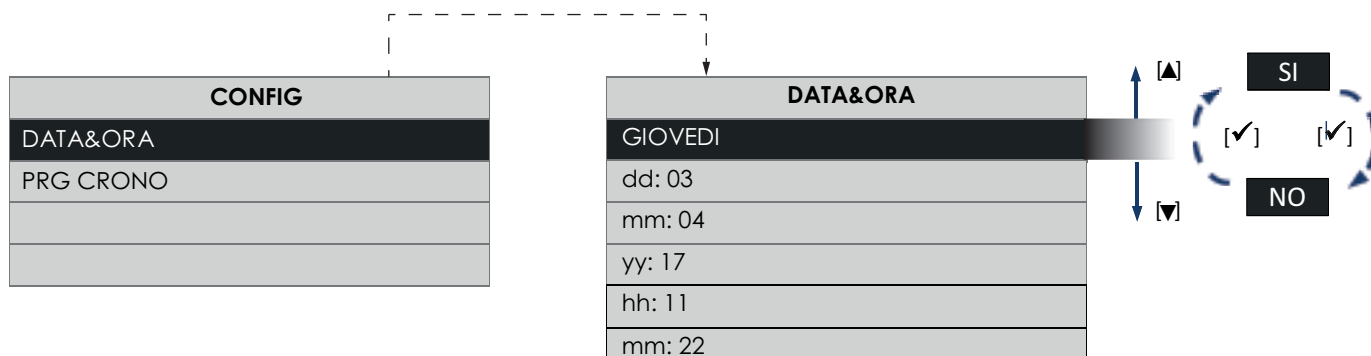 CONFIG
DATA&ORA
PRG CRONO
DATA&ORA
GIOVEDI
dd: 03
mm: 04
yy: 17
hh: 11
mm: 22
[▲]
[▼]
SI
[✔] [✔]
NO